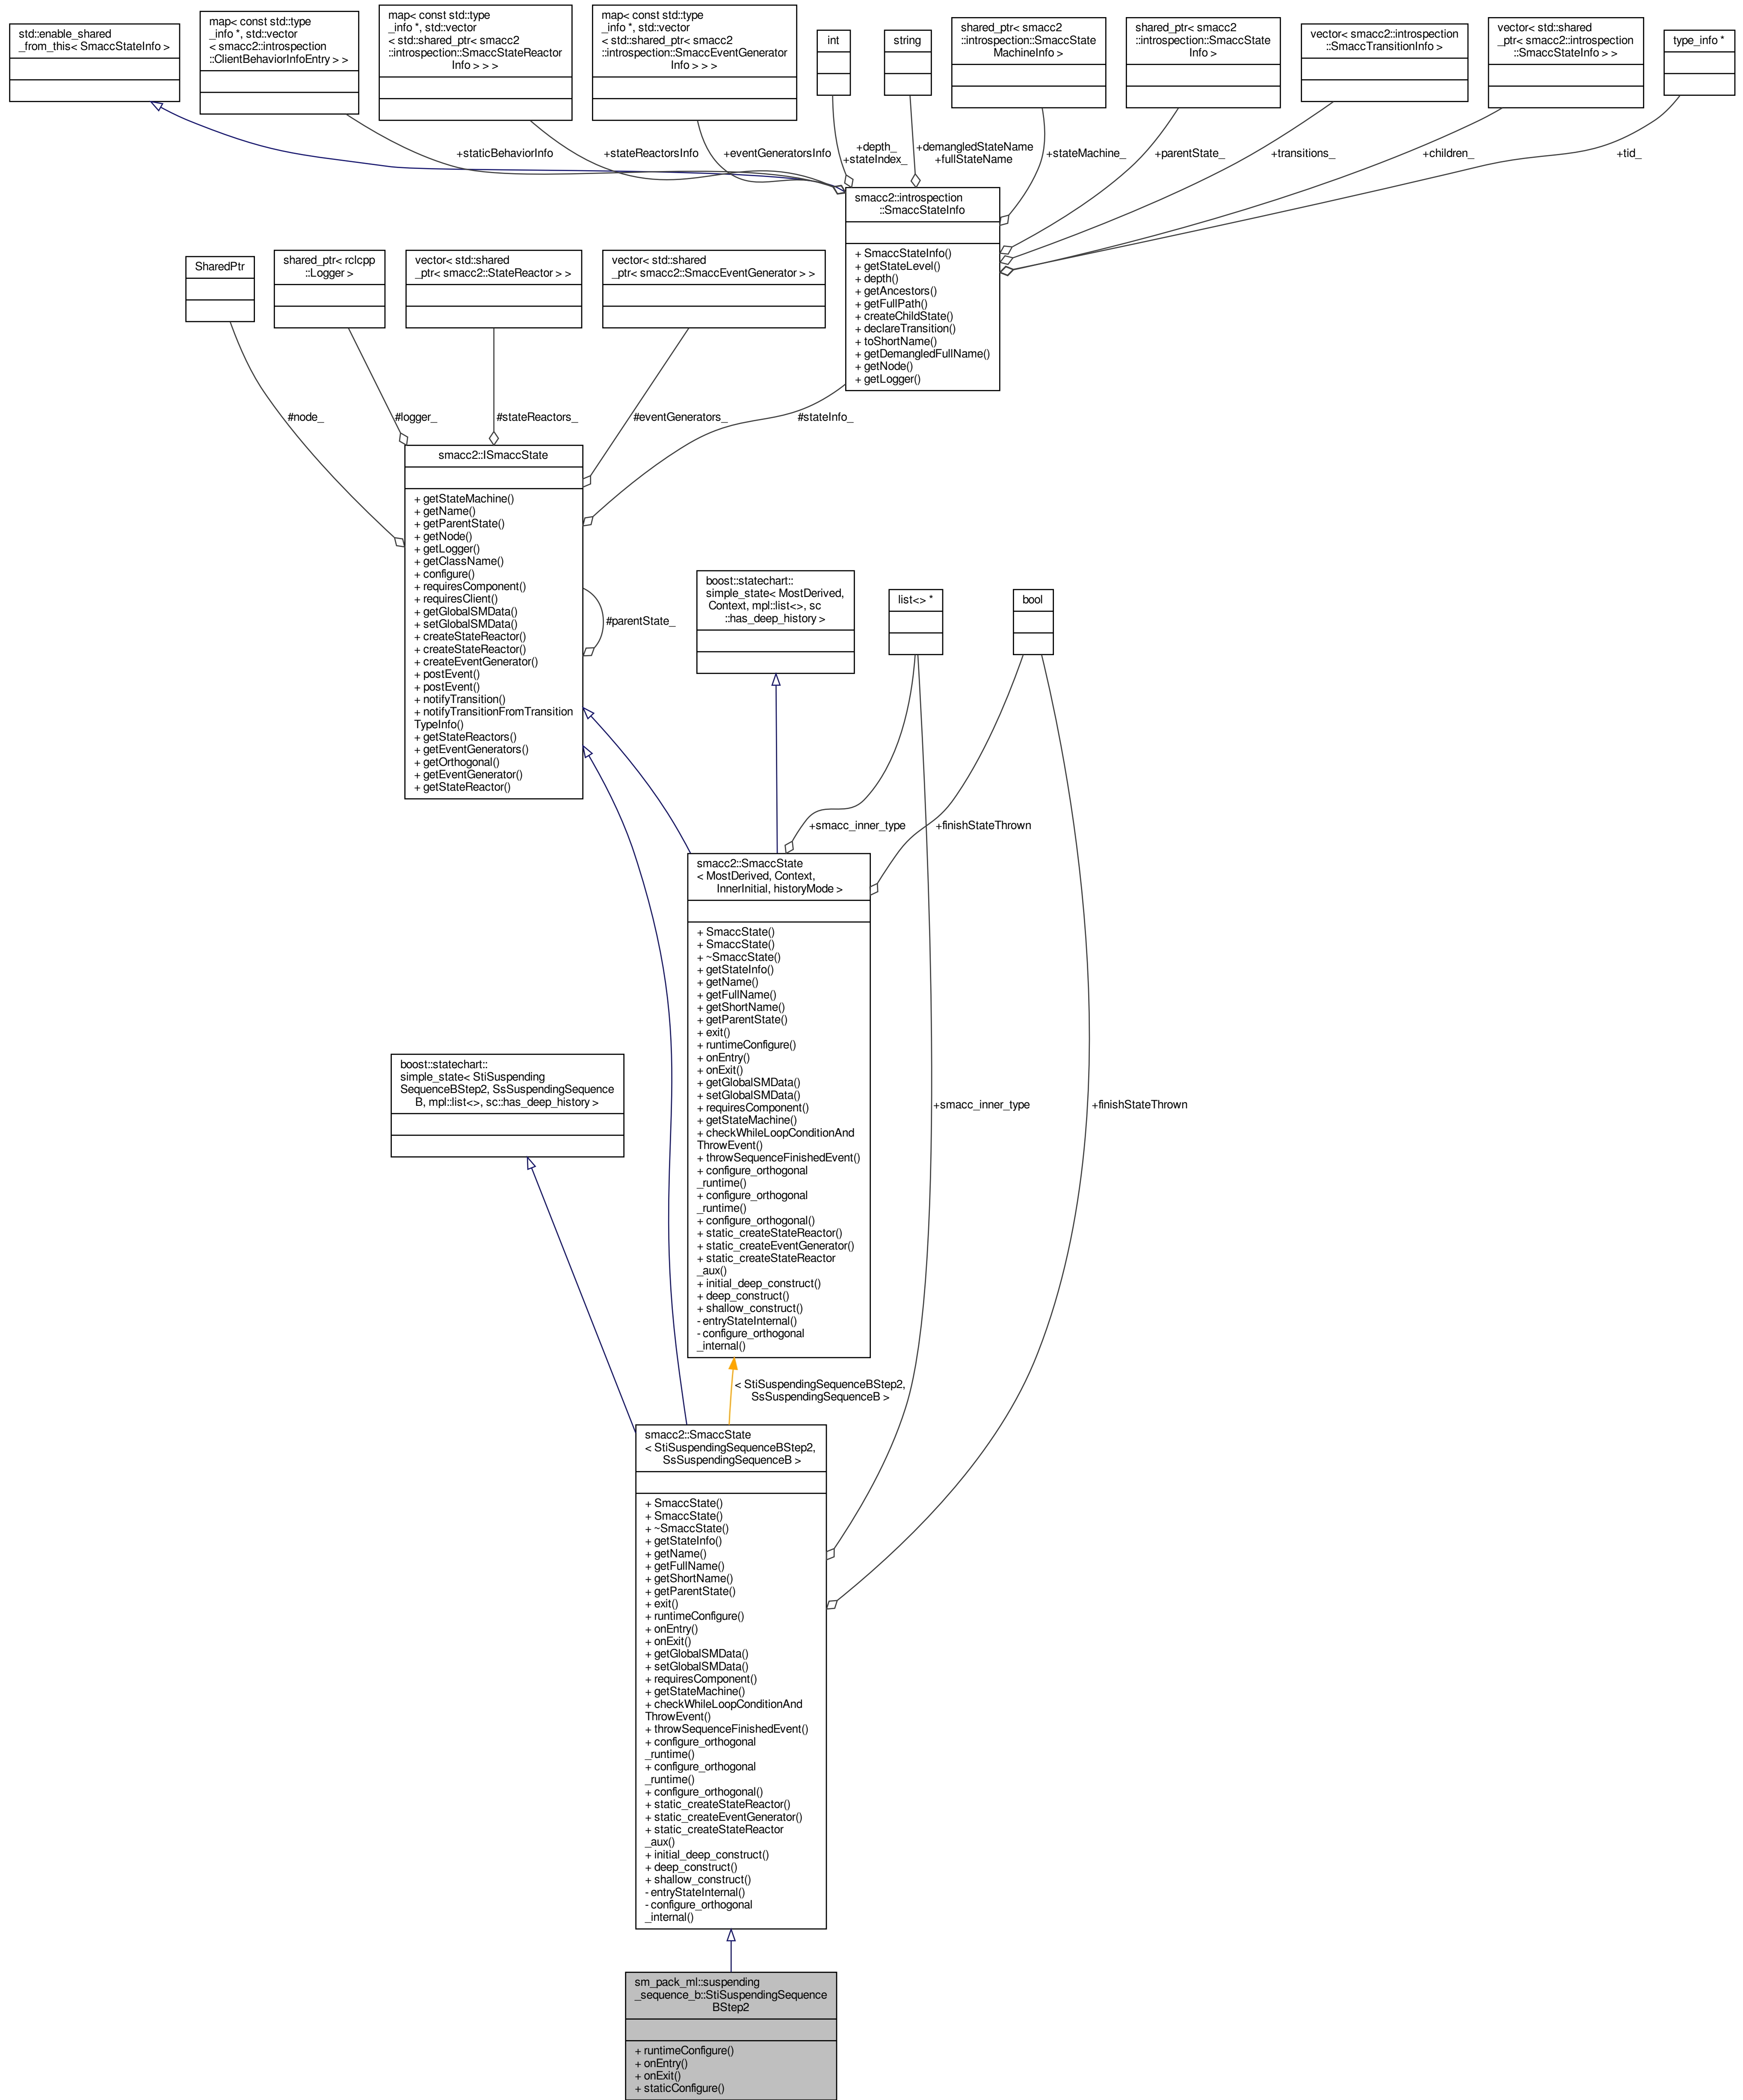 std::enable_shared
_from_this< SmaccStateInfo >
map< const std::type
_info *, std::vector
< smacc2::introspection
::ClientBehaviorInfoEntry > >
map< const std::type
_info *, std::vector
< std::shared_ptr< smacc2
::introspection::SmaccStateReactor
Info > > >
map< const std::type
_info *, std::vector
< std::shared_ptr< smacc2
::introspection::SmaccEventGenerator
Info > > >
int
string
shared_ptr< smacc2
::introspection::SmaccState
MachineInfo >
shared_ptr< smacc2
::introspection::SmaccState
Info >
vector< smacc2::introspection
::SmaccTransitionInfo >
vector< std::shared
_ptr< smacc2::introspection
::SmaccStateInfo > >
type_info *
+staticBehaviorInfo
+stateReactorsInfo
+eventGeneratorsInfo
+depth_
+stateIndex_
+demangledStateName
+fullStateName
+stateMachine_
+parentState_
+transitions_
+children_
+tid_
smacc2::introspection
::SmaccStateInfo
+ SmaccStateInfo()
+ getStateLevel()
+ depth()
+ getAncestors()
+ getFullPath()
+ createChildState()
+ declareTransition()
+ toShortName()
+ getDemangledFullName()
+ getNode()
+ getLogger()
SharedPtr
shared_ptr< rclcpp
::Logger >
vector< std::shared
_ptr< smacc2::StateReactor > >
vector< std::shared
_ptr< smacc2::SmaccEventGenerator > >
#node_
#logger_
#stateReactors_
#eventGenerators_
#stateInfo_
smacc2::ISmaccState
+ getStateMachine()
+ getName()
+ getParentState()
+ getNode()
+ getLogger()
+ getClassName()
+ configure()
+ requiresComponent()
+ requiresClient()
+ getGlobalSMData()
+ setGlobalSMData()
+ createStateReactor()
+ createStateReactor()
+ createEventGenerator()
+ postEvent()
+ postEvent()
+ notifyTransition()
+ notifyTransitionFromTransition
TypeInfo()
+ getStateReactors()
+ getEventGenerators()
+ getOrthogonal()
+ getEventGenerator()
+ getStateReactor()
#parentState_
boost::statechart::
simple_state< MostDerived,
Context, mpl::list<>, sc
::has_deep_history >
list<> *
bool
+smacc_inner_type
+finishStateThrown
smacc2::SmaccState
< MostDerived, Context,
InnerInitial, historyMode >
+ SmaccState()
+ SmaccState()
+ ~SmaccState()
+ getStateInfo()
+ getName()
+ getFullName()
+ getShortName()
+ getParentState()
+ exit()
+ runtimeConfigure()
+ onEntry()
+ onExit()
+ getGlobalSMData()
+ setGlobalSMData()
+ requiresComponent()
+ getStateMachine()
+ checkWhileLoopConditionAnd
ThrowEvent()
+ throwSequenceFinishedEvent()
+ configure_orthogonal
_runtime()
+ configure_orthogonal
_runtime()
+ configure_orthogonal()
+ static_createStateReactor()
+ static_createEventGenerator()
+ static_createStateReactor
_aux()
+ initial_deep_construct()
+ deep_construct()
+ shallow_construct()
- entryStateInternal()
- configure_orthogonal
_internal()
boost::statechart::
simple_state< StiSuspending
SequenceBStep2, SsSuspendingSequence
B, mpl::list<>, sc::has_deep_history >
+smacc_inner_type
+finishStateThrown
< StiSuspendingSequenceBStep2,
SsSuspendingSequenceB >
smacc2::SmaccState
< StiSuspendingSequenceBStep2,
SsSuspendingSequenceB >
+ SmaccState()
+ SmaccState()
+ ~SmaccState()
+ getStateInfo()
+ getName()
+ getFullName()
+ getShortName()
+ getParentState()
+ exit()
+ runtimeConfigure()
+ onEntry()
+ onExit()
+ getGlobalSMData()
+ setGlobalSMData()
+ requiresComponent()
+ getStateMachine()
+ checkWhileLoopConditionAnd
ThrowEvent()
+ throwSequenceFinishedEvent()
+ configure_orthogonal
_runtime()
+ configure_orthogonal
_runtime()
+ configure_orthogonal()
+ static_createStateReactor()
+ static_createEventGenerator()
+ static_createStateReactor
_aux()
+ initial_deep_construct()
+ deep_construct()
+ shallow_construct()
- entryStateInternal()
- configure_orthogonal
_internal()
sm_pack_ml::suspending
_sequence_b::StiSuspendingSequence
BStep2
+ runtimeConfigure()
+ onEntry()
+ onExit()
+ staticConfigure()